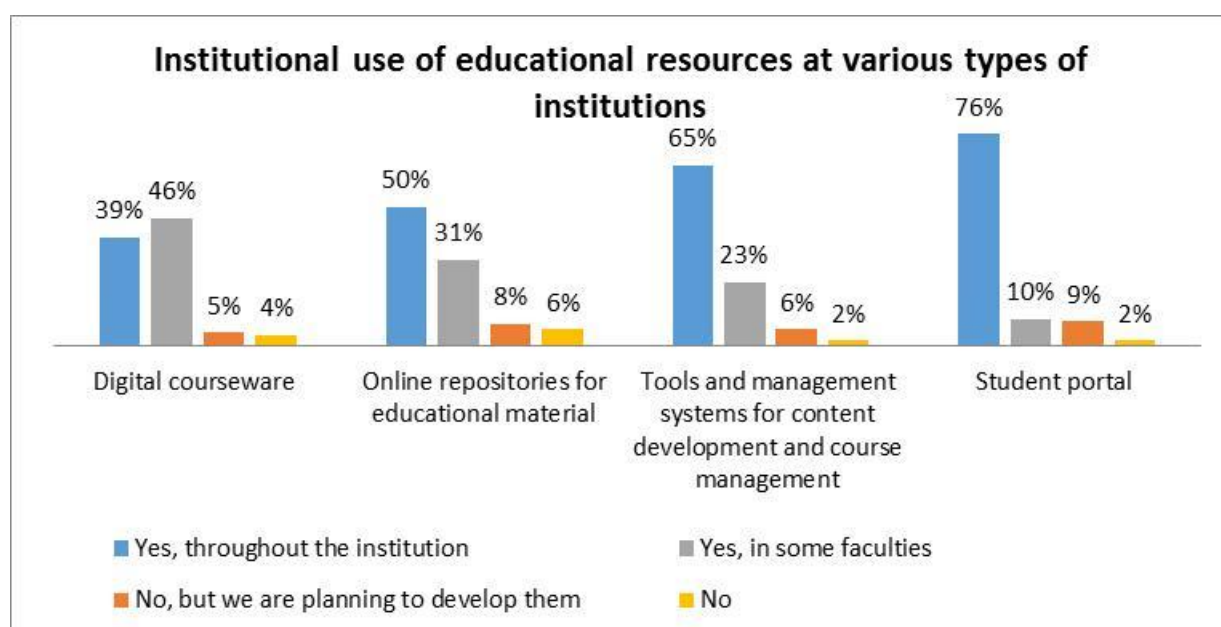 Institutional use of educational resources at various types of
institutions
76%
65%
50%
46%
39%
31%
23%
10%
9%
8%
6%
6%
5%
4%
2%
2%
Digital courseware
Online repositories for
educational material
Tools and management
systems for content
development and course
management
Student portal
Yes, throughout the institution
Yes, in some faculties
No, but we are planning to develop them
No